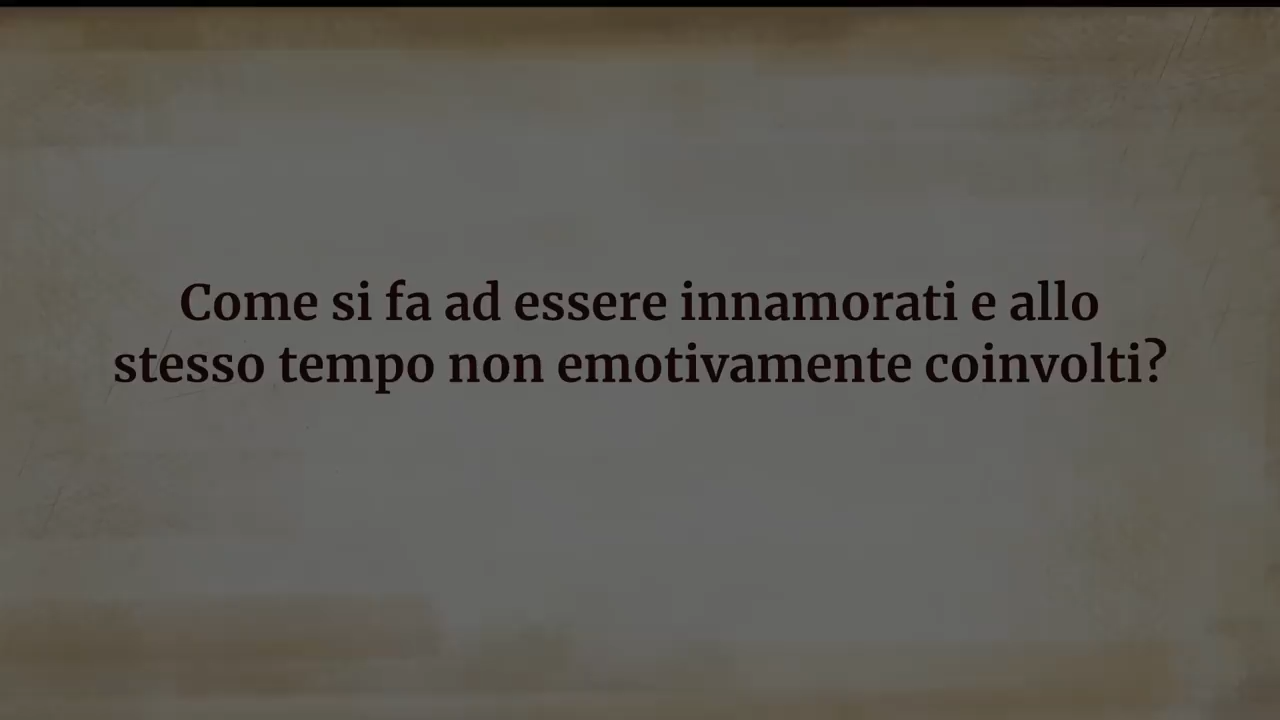 Come si fa ad essere innamorati e allo
stesso tempo non emotivamente coinvolti?